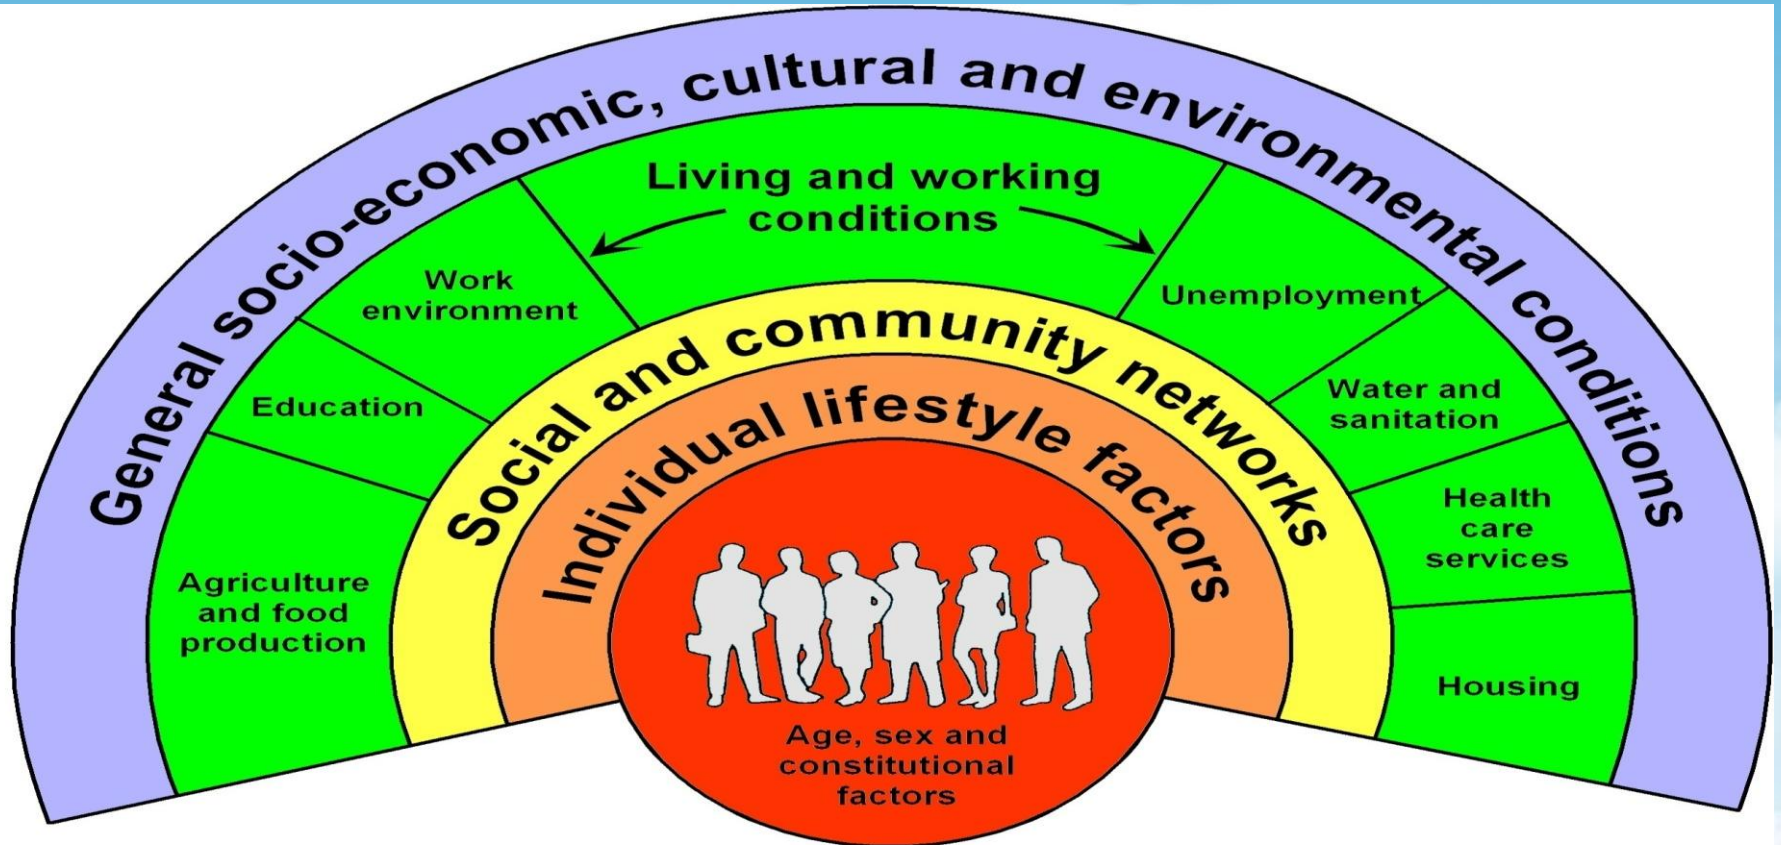 General socio-economic, cultural and environmental conditions
Living and working
conditions
Agriculture
and food
production
Education
Work
environment
Unemployment
Water and
sanitation
Health
care
services
Housing
Social and community networks
Individual lifestyle factors
Age, sex and
constitutional
factors